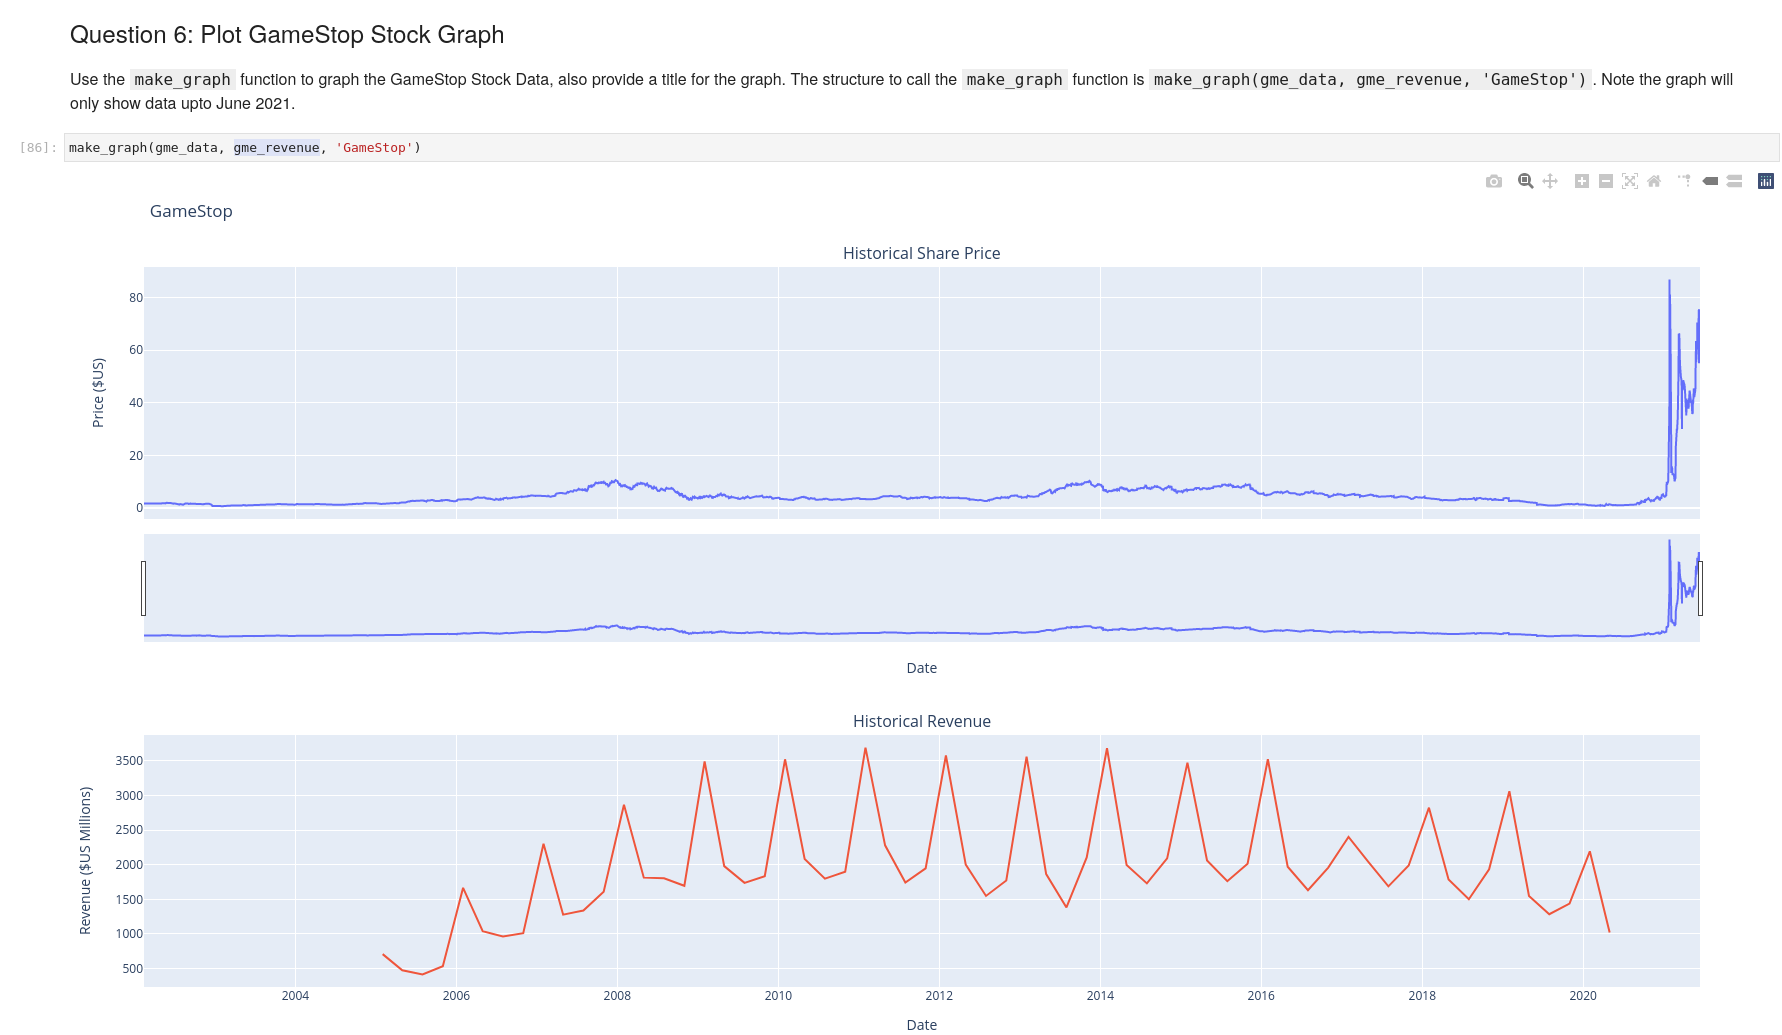 Question 6: Plot GameStop Stock Graph
Use the make_graph function to graph the GameStop Stock Data, also provide a title for the graph. The structure to call the make_graph function is make_graph(gme_data, gme_revenue, 'GameStop'). Note the graph will
only show data upto June 2021.
[86]: make_graph(gme_data, gme_revenue, 'GameStop')
GameStop
Historical Share Price
80
60
40
20
0
Price ($US)
Date
Historical Revenue
3500
3000
2500
2000
1500
1000
500
Revenue ($US Millions)
2004 2006 2008 2010 2012 2014 2016 2018 2020
Date